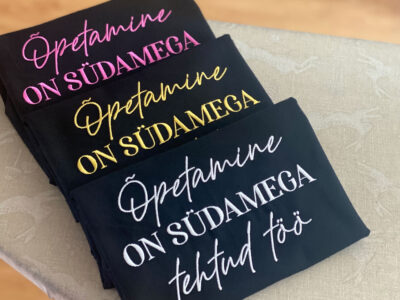 Õpetamine
ON SÜDAMEGA
Õpetamine
ON SÜDAMEGA
Õpetamine
ON SÜDAMEGA
tehtud töö